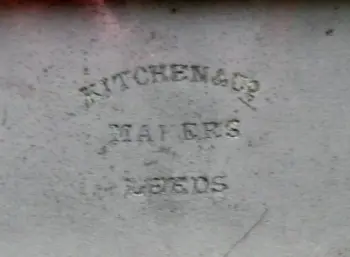 KITCHEN & Co.
MAKERS
LEEDS